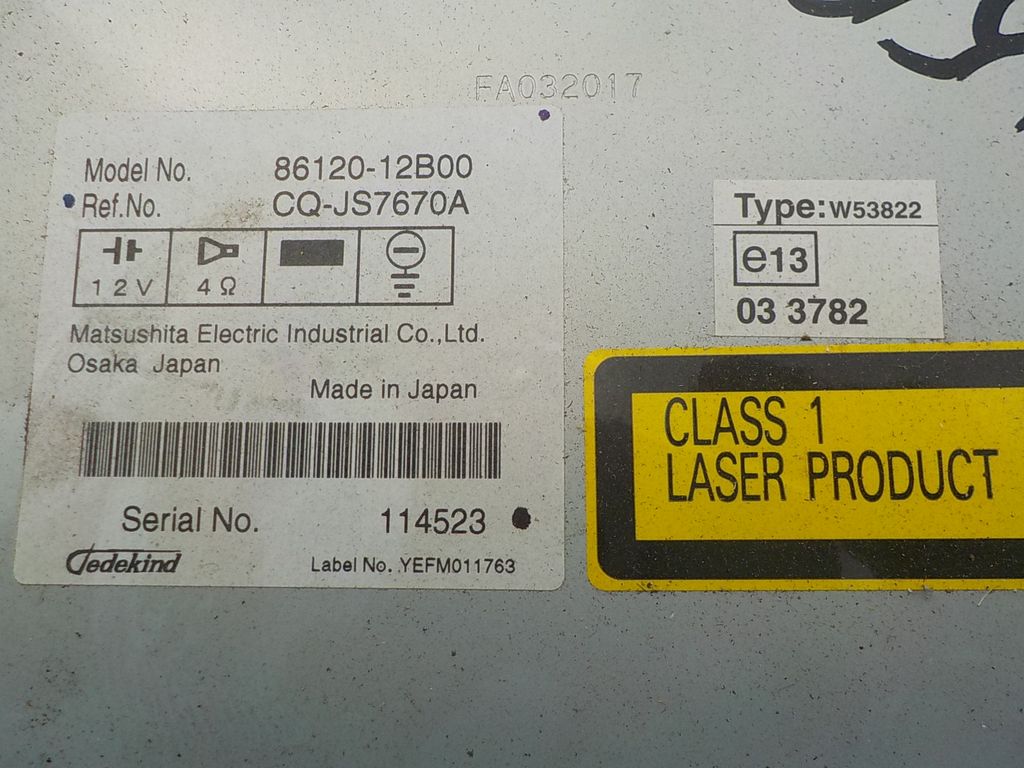 FA032017
Model No. 86120-12B00
Ref.No. CQ-JS7670A
12V 4Ω
Matsushita Electric Industrial Co.,Ltd.
Osaka Japan
Made in Japan
Serial No. 114523
Dedekind Label No. YEFM011763
Type:W53822
e13
03 3782
CLASS 1
LASER PRODUCT